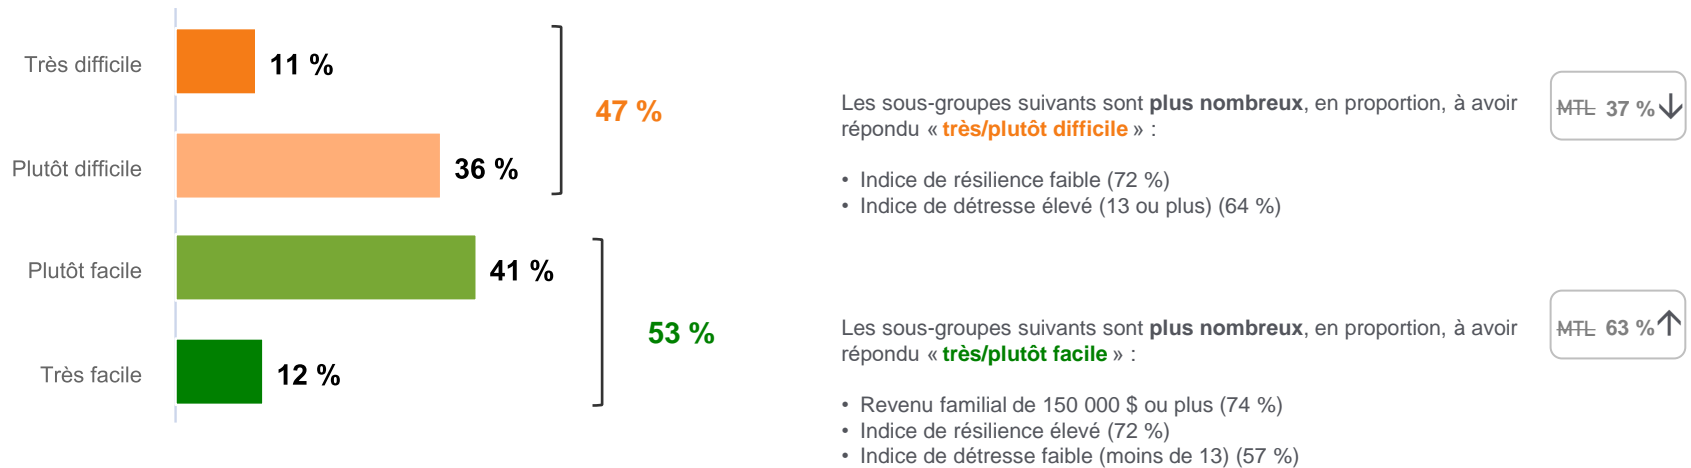 Très difficile
11 %
Plutôt difficile
36 %
47 %
Plutôt facile
41 %
Très facile
12 %
53 %
Les sous-groupes suivants sont plus nombreux, en proportion, à avoir
répondu « très/plutôt difficile » :
• Indice de résilience faible (72 %)
• Indice de détresse élevé (13 ou plus) (64 %)
MTL 37 %
Les sous-groupes suivants sont plus nombreux, en proportion, à avoir
répondu « très/plutôt facile » :
• Revenu familial de 150 000 $ ou plus (74 %)
• Indice de résilience élevé (72 %)
• Indice de détresse faible (moins de 13) (57 %)
MTL 63 %